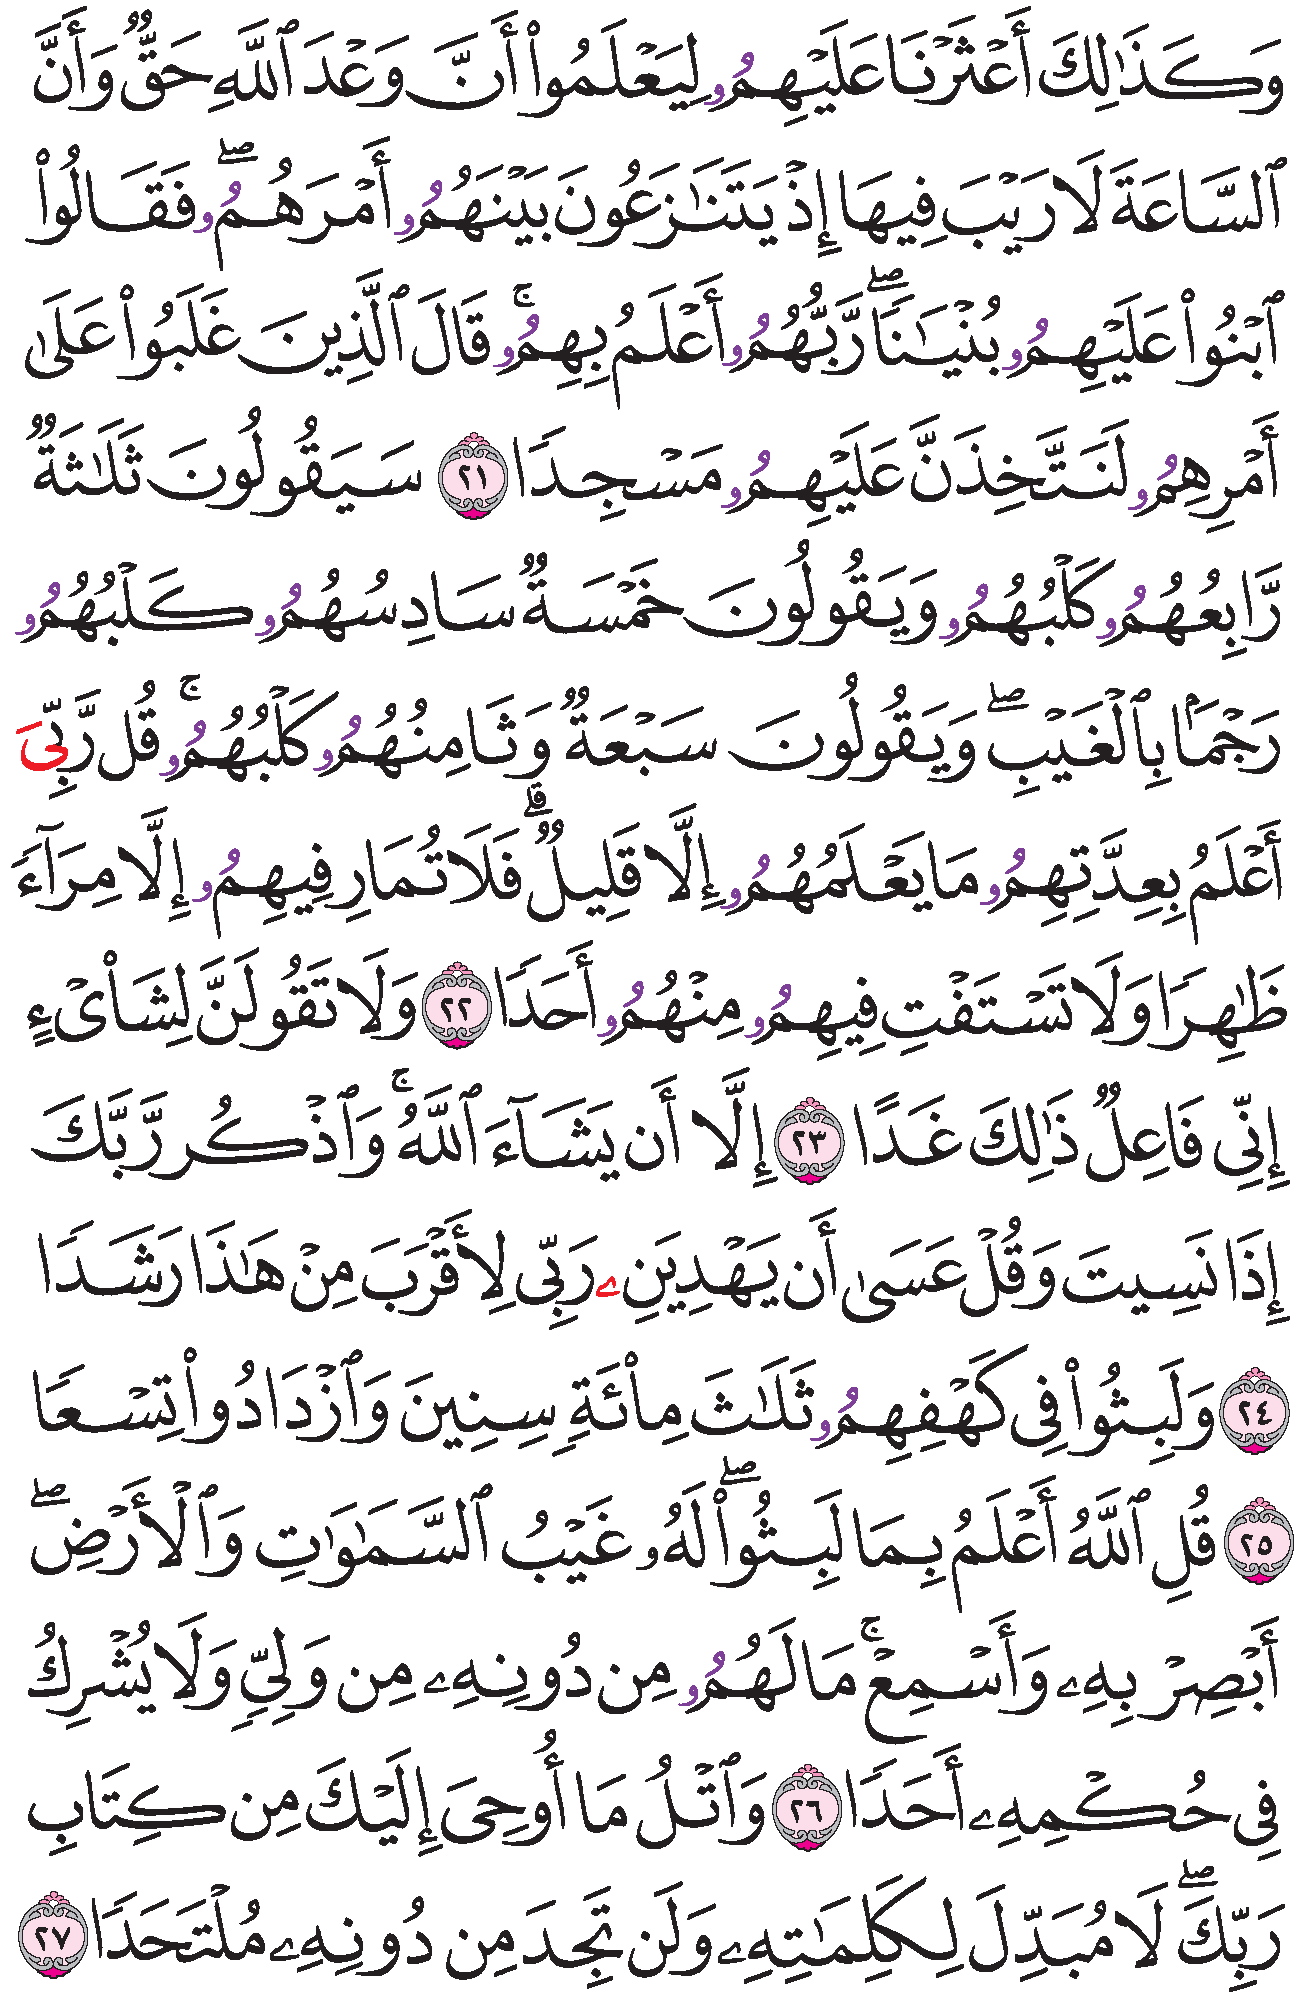 وَكَذَٰلِكَ أَعْثَرْنَا عَلَيْهِمُۥ لِيَعْلَمُوا۟ أَنَّ وَعْدَ ٱللَّهِ حَقٌّ وَأَنَّ
ٱلسَّاعَةَ لَا رَيْبَ فِيهَا إِذْ يَتَنَٰزَعُونَ بَيْنَهُمُۥ أَمْرَهُمُۥۖ فَقَالُوا۟
ٱبْنُوا۟ عَلَيْهِمُۥ بُنْيَٰنًاۖ رَّبُّهُمُۥ أَعْلَمُ بِهِمُۥۚ قَالَ ٱلَّذِينَ غَلَبُوا۟ عَلَىٰ
أَمْرِهِمُۥ لَنَتَّخِذَنَّ عَلَيْهِمُۥ مَسْجِدًا ٢١ سَيَقُولُونَ ثَلَٰثَةٌ
رَّابِعُهُمُۥ كَلْبُهُمُۥ وَيَقُولُونَ خَمْسَةٌ سَادِسُهُمُۥ كَلْبُهُمُۥ
رَجْمًۢا بِٱلْغَيْبِۖ وَيَقُولُونَ سَبْعَةٌ وَثَامِنُهُمُۥ كَلْبُهُمُۥۚ قُل رَّبِّىَ
أَعْلَمُ بِعِدَّتِهِمُۥ مَا يَعْلَمُهُمُۥ إِلَّا قَلِيلٌۗ فَلَا تُمَارِ فِيهِمُۥ إِلَّا مِرَآءً
ظَٰهِرًا وَلَا تَسْتَفْتِ فِيهِمُۥ مِنْهُمُۥ أَحَدًا ٢٢ وَلَا تَقُولَنَّ لِشَا۟ىْءٍ
إِنِّى فَاعِلٌ ذَٰلِكَ غَدًا ٢٣ إِلَّا أَن يَشَآءَ ٱللَّهُۚ وَٱذْكُر رَّبَّكَ
إِذَا نَسِيتَ وَقُلْ عَسَىٰ أَن يَهْدِيَنِۦ رَبِّى لِأَقْرَبَ مِنْ هَٰذَا رَشَدًا
٢٤ وَلَبِثُوا۟ فِى كَهْفِهِمُۥ ثَلَٰثَ مِا۟ئَةٍ سِنِينَ وَٱزْدَادُوا۟ تِسْعًا
٢٥ قُلِ ٱللَّهُ أَعْلَمُ بِمَا لَبِثُوا۟ۖ لَهُۥ غَيْبُ ٱلسَّمَٰوَٰتِ وَٱلْأَرْضِۖ
أَبْصِرْ بِهِۦ وَأَسْمِعْۚ مَا لَهُمُۥ مِن دُونِهِۦ مِن وَلِىٍّ وَلَا يُشْرِكُ
فِى حُكْمِهِۦ أَحَدًا ٢٦ وَٱتْلُ مَا أُوحِىَ إِلَيْكَ مِن كِتَابِ
رَبِّكَۖ لَا مُبَدِّلَ لِكَلِمَٰتِهِۦ وَلَن تَجِدَ مِن دُونِهِۦ مُلْتَحَدًا ٢٧